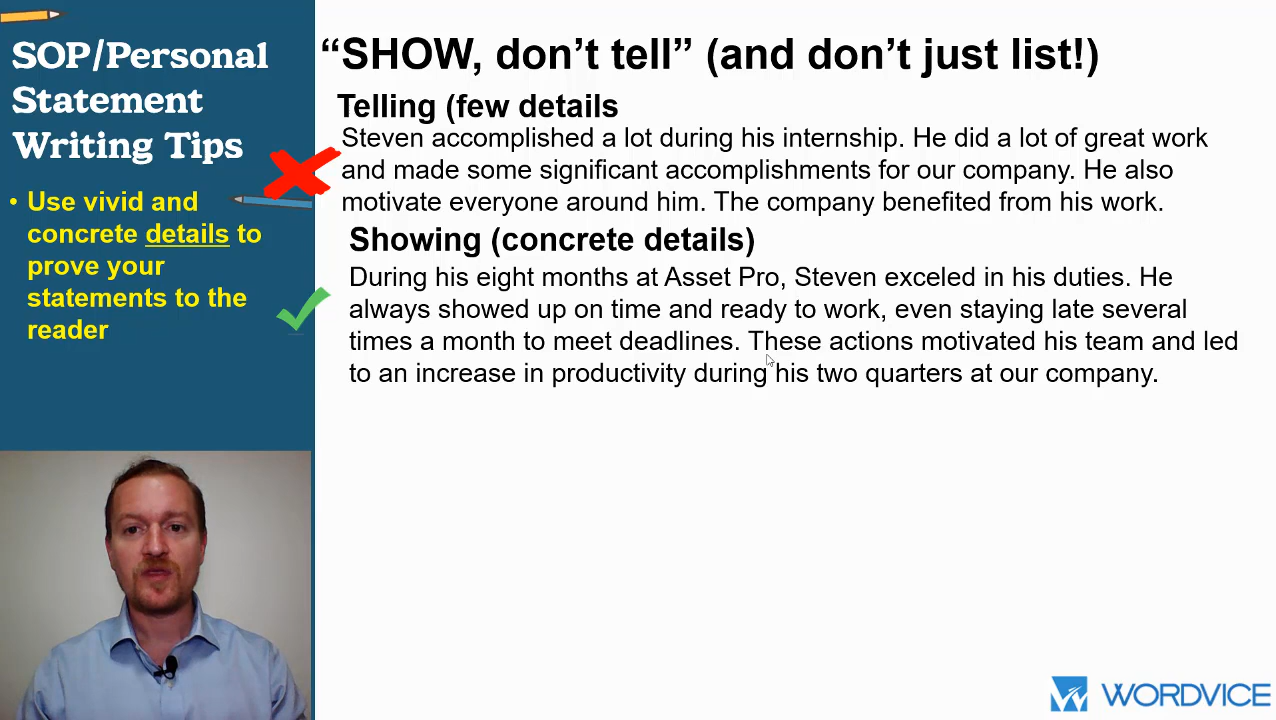 SOP/Personal
Statement
Writing Tips
• Use vivid and
concrete details to
prove your
statements to the
reader
“SHOW, don’t tell” (and don’t just list!)
Telling (few details
Steven accomplished a lot during his internship. He did a lot of great work
and made some significant accomplishments for our company. He also
motivate everyone around him. The company benefited from his work.
Showing (concrete details)
During his eight months at Asset Pro, Steven exceled in his duties. He
always showed up on time and ready to work, even staying late several
times a month to meet deadlines. These actions motivated his team and led
to an increase in productivity during his two quarters at our company.
WORDVICE